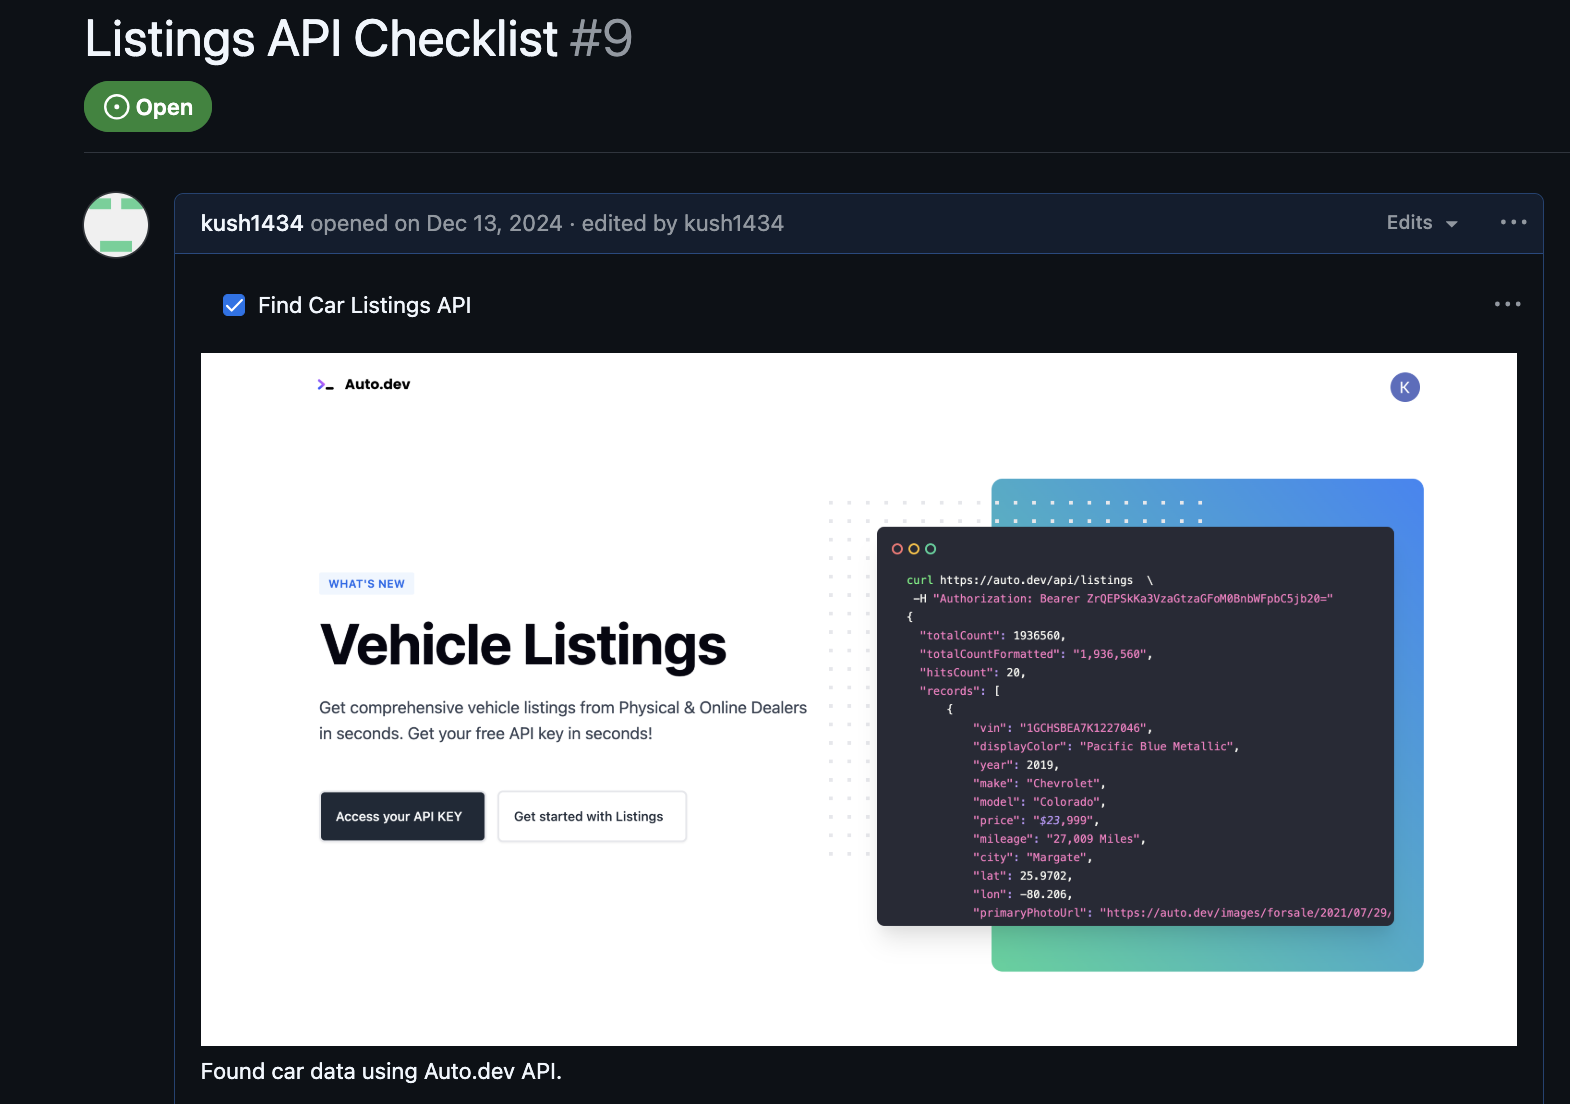 Listings API Checklist #9
Open
kush1434 opened on Dec 13, 2024 · edited by kush1434
Edits
Find Car Listings API
>_ Auto.dev
K
WHAT'S NEW
Vehicle Listings
Get comprehensive vehicle listings from Physical & Online Dealers
in seconds. Get your free API key in seconds!
Access your API KEY
Get started with Listings
curl https://auto.dev/api/listings \
-H "Authorization: Bearer ZrQEPSkKa3VzaGtzaGFoM0BnbWFpbC5jb20="
{
"totalCount": 1936560,
"totalCountFormatted": "1,936,560",
"hitsCount": 20,
"records": [
{
"vin": "1GCHSBEA7K1227046",
"displayColor": "Pacific Blue Metallic",
"year": 2019,
"make": "Chevrolet",
"model": "Colorado",
"price": "$23,999",
"mileage": "27,009 Miles",
"city": "Margate",
"lat": 25.9702,
"lon": -80.206,
"primaryPhotoUrl": "https://auto.dev/images/forsale/2021/07/29/
Found car data using Auto.dev API.